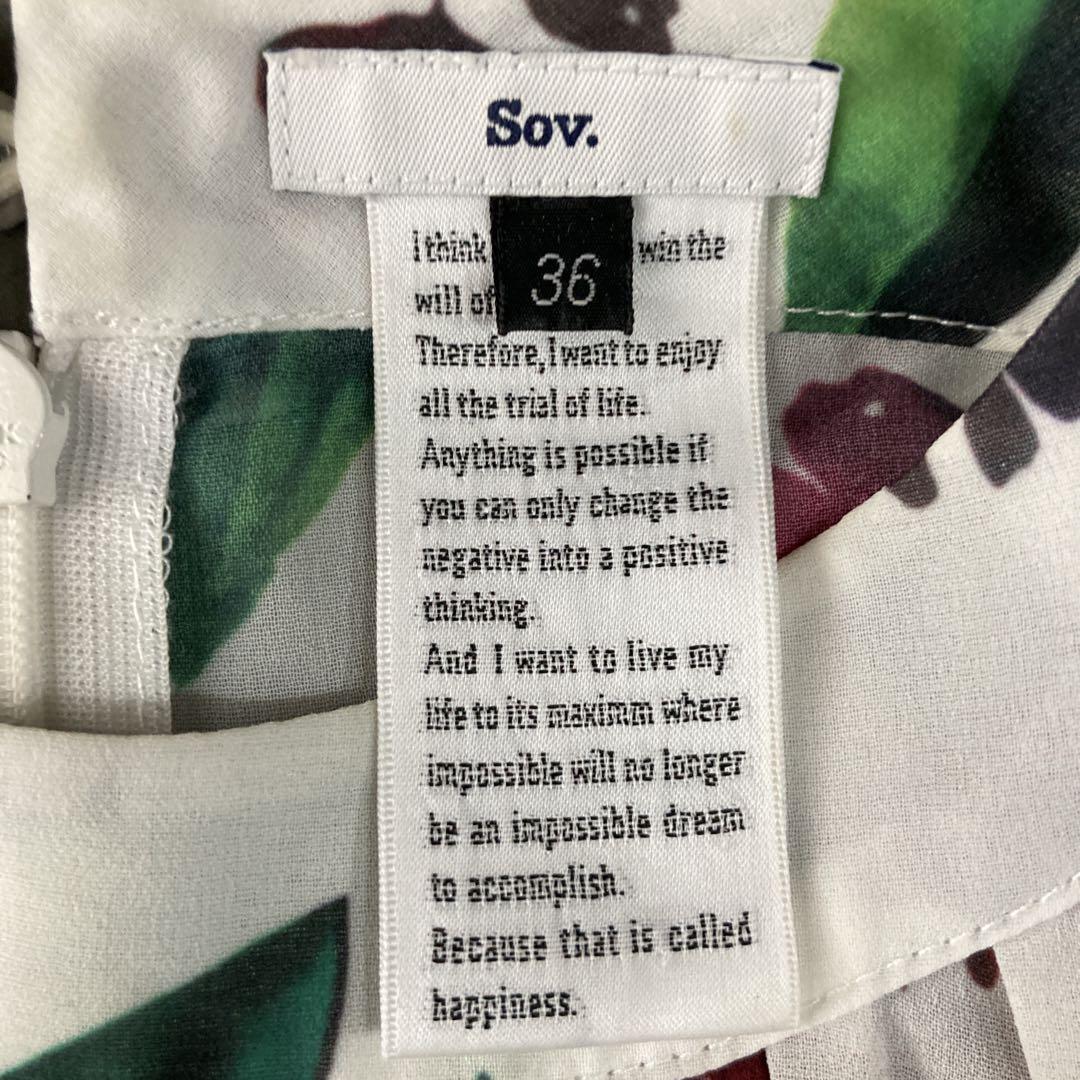 Sov.
36
I think win the
will of
Therefore,I want to enjoy
all the trial of life.
Anything is possible if
you can only change the
negative into a positive
thinking.
And I want to live my
life to its maximm where
impossible will no longer
be an impossible dream
to accomplish.
Because that is called
happiness.